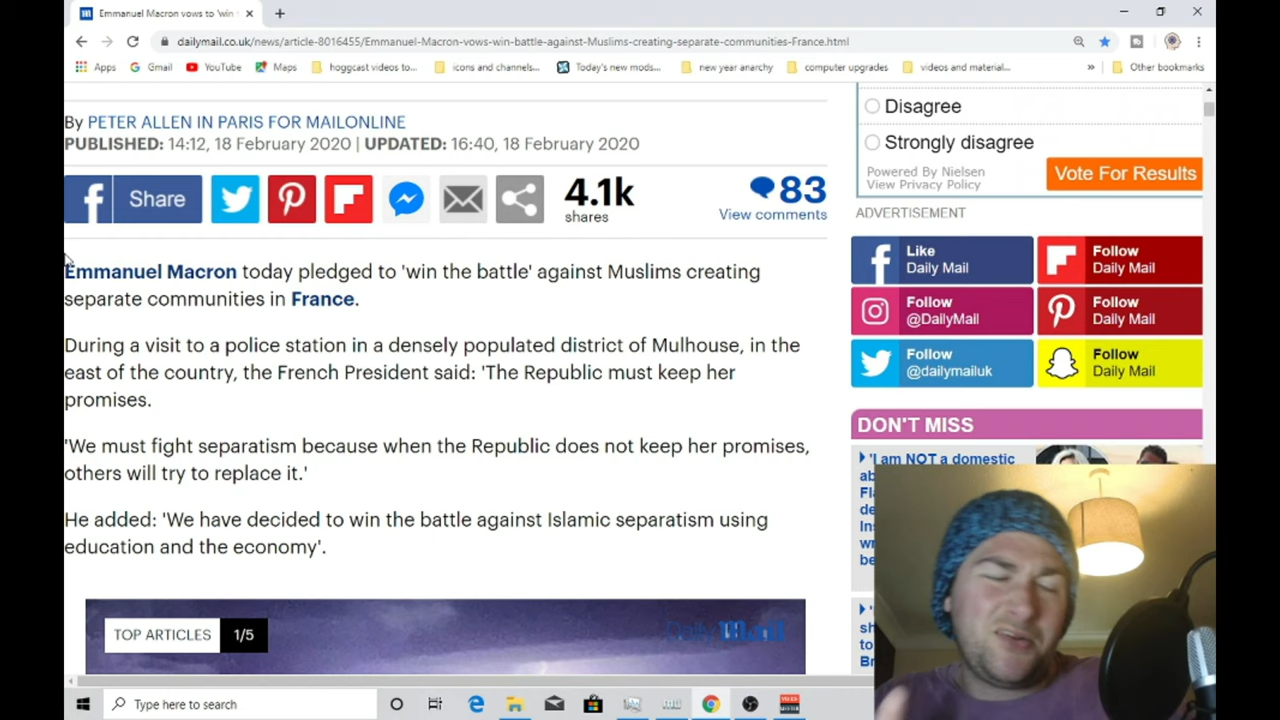 Emmanuel Macron vows to 'win
dailymail.co.uk/news/article-8016455/Emmanuel-Macron-vows-win-battle-against-Muslims-creating-separate-communities-France.html
Apps Gmail YouTube Maps hoggcast videos to... icons and channels... Today's new mods... new year anarchy computer upgrades videos and material... » Other bookmarks
By PETER ALLEN IN PARIS FOR MAILONLINE
PUBLISHED: 14:12, 18 February 2020 | UPDATED: 16:40, 18 February 2020
Share
4.1k
shares
83
View comments
Emmanuel Macron today pledged to 'win the battle' against Muslims creating
separate communities in France.
During a visit to a police station in a densely populated district of Mulhouse, in the
east of the country, the French President said: 'The Republic must keep her
promises.
'We must fight separatism because when the Republic does not keep her promises,
others will try to replace it.'
He added: 'We have decided to win the battle against Islamic separatism using
education and the economy'.
TOP ARTICLES 1/5
Daily Mail
Disagree
Strongly disagree
Powered By Nielsen
View Privacy Policy
Vote For Results
ADVERTISEMENT
Like
Daily Mail
Follow
Daily Mail
Follow
@DailyMail
Follow
Daily Mail
Follow
@dailymailuk
Follow
Daily Mail
DON'T MISS
'I am NOT a domestic
Type here to search